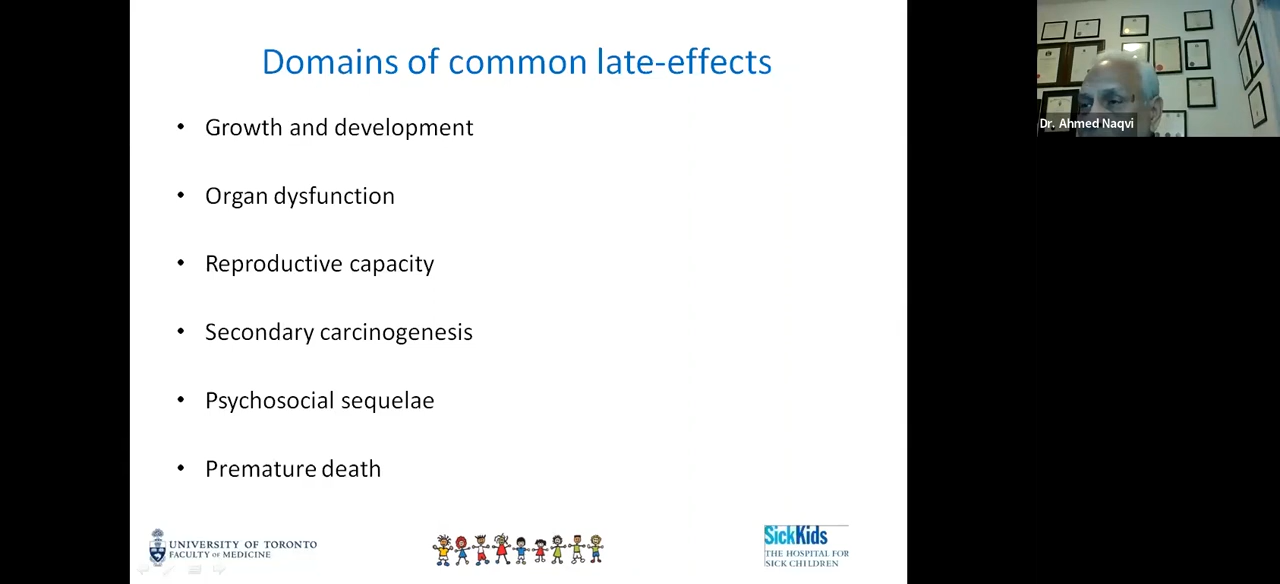 Domains of common late-effects
• Growth and development
• Organ dysfunction
• Reproductive capacity
• Secondary carcinogenesis
• Psychosocial sequelae
• Premature death
UNIVERSITY OF TORONTO
FACULTY OF MEDICINE
SickKids
THE HOSPITAL FOR
SICK CHILDREN
Dr. Ahmed Naqvi